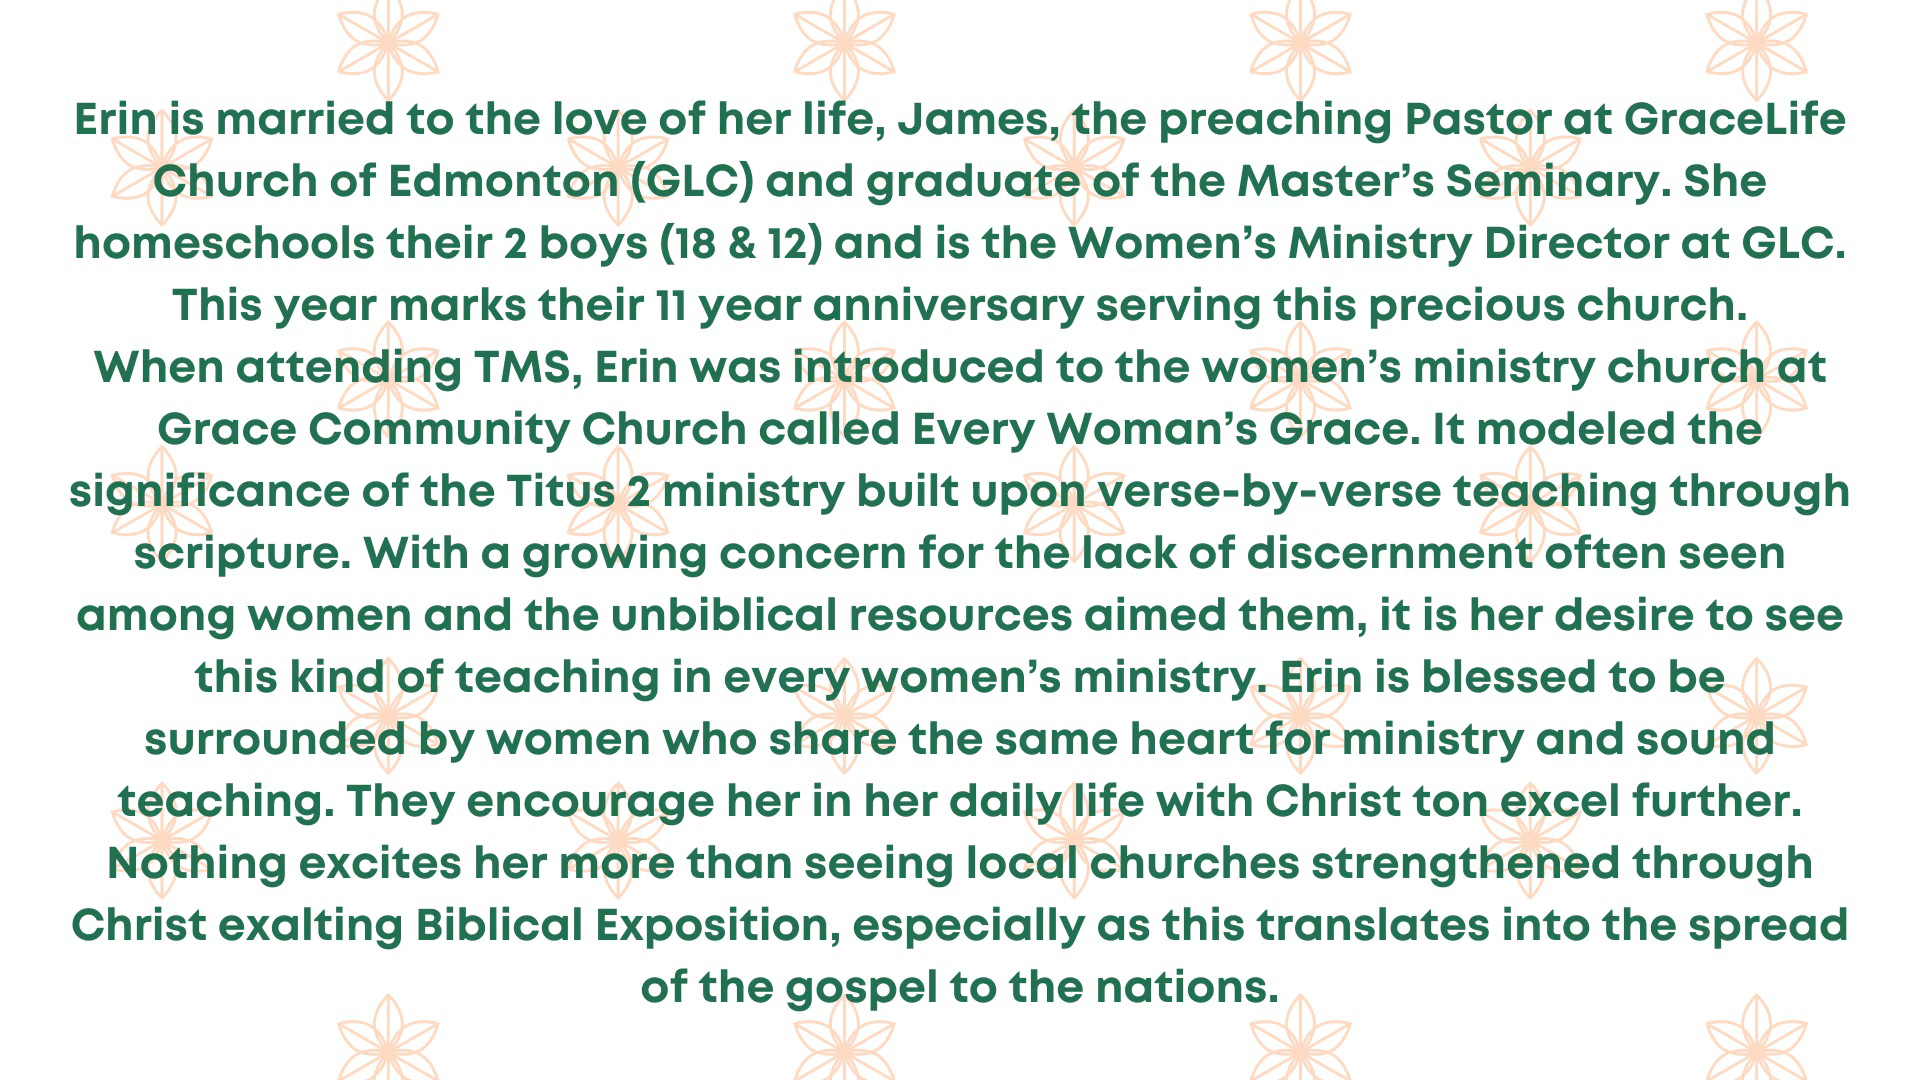 Erin is married to the love of her life, James, the preaching Pastor at GraceLife
Church of Edmonton (GLC) and graduate of the Master’s Seminary. She
homeschools their 2 boys (18 & 12) and is the Women’s Ministry Director at GLC.
This year marks their 11 year anniversary serving this precious church.
When attending TMS, Erin was introduced to the women’s ministry church at
Grace Community Church called Every Woman’s Grace. It modeled the
significance of the Titus 2 ministry built upon verse-by-verse teaching through
scripture. With a growing concern for the lack of discernment often seen
among women and the unbiblical resources aimed them, it is her desire to see
this kind of teaching in every women’s ministry. Erin is blessed to be
surrounded by women who share the same heart for ministry and sound
teaching. They encourage her in her daily life with Christ ton excel further.
Nothing excites her more than seeing local churches strengthened through
Christ exalting Biblical Exposition, especially as this translates into the spread
of the gospel to the nations.